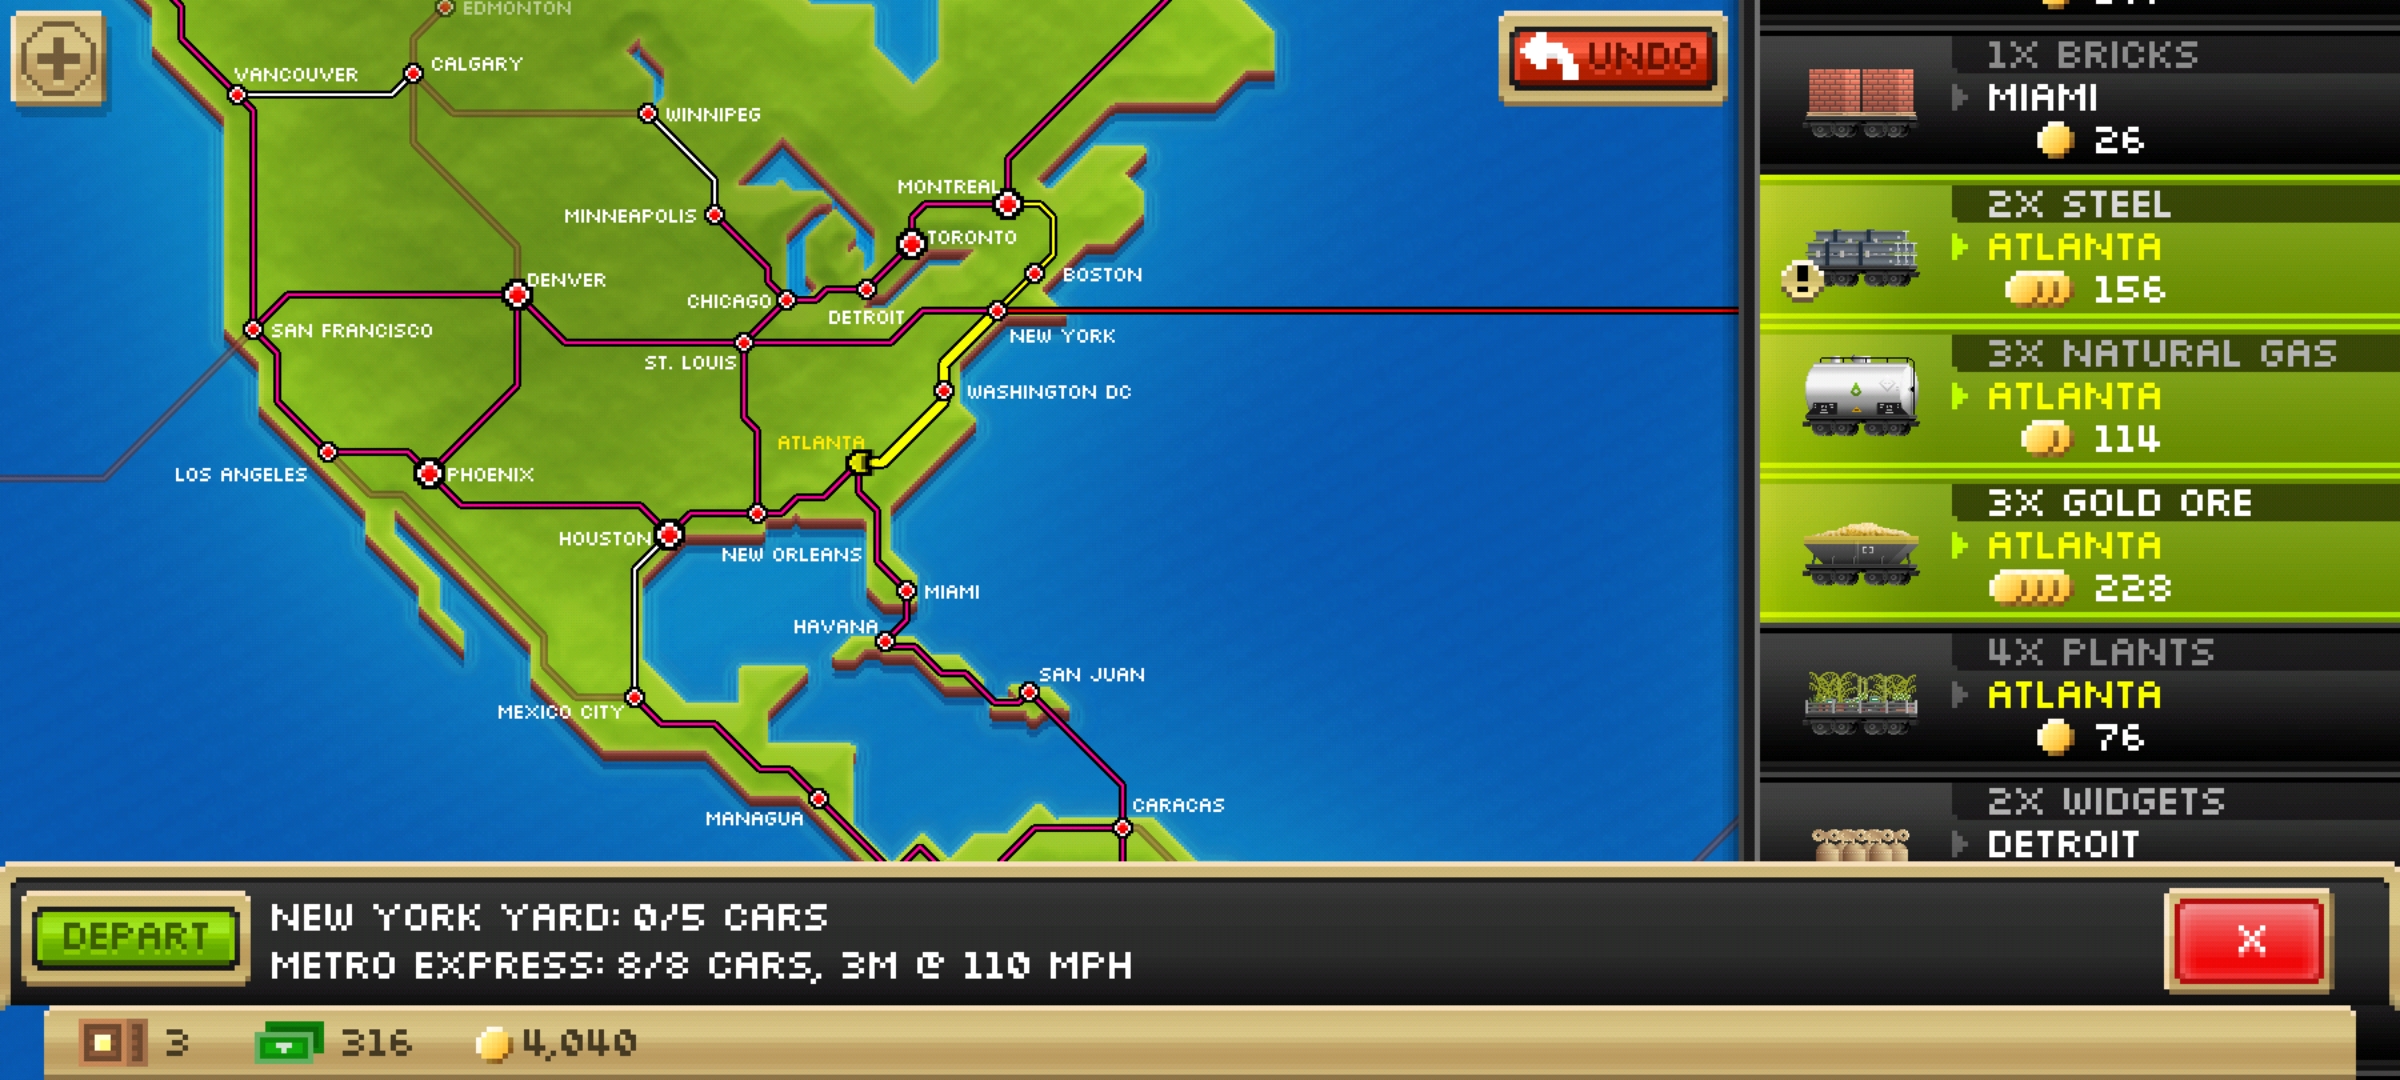 EDMONTON
CALGARY
VANCOUVER
WINNIPEG
UNDO
MONTREAL
MINNEAPOLIS
TORONTO
BOSTON
DENVER
CHICAGO
DETROIT
SAN FRANCISCO
NEW YORK
ST. LOUIS
WASHINGTON DC
ATLANTA
LOS ANGELES
PHOENIX
HOUSTON
NEW ORLEANS
MIAMI
HAVANA
SAN JUAN
MEXICO CITY
CARACAS
MANAGUA
1X BRICKS
MIAMI
26
2X STEEL
ATLANTA
156
3X NATURAL GAS
ATLANTA
114
3X GOLD ORE
ATLANTA
228
4X PLANTS
ATLANTA
76
2X WIDGETS
DETROIT
DEPART
NEW YORK YARD: 0/5 CARS
METRO EXPRESS: 8/8 CARS, 3M @ 110 MPH
X
3
316
4,040